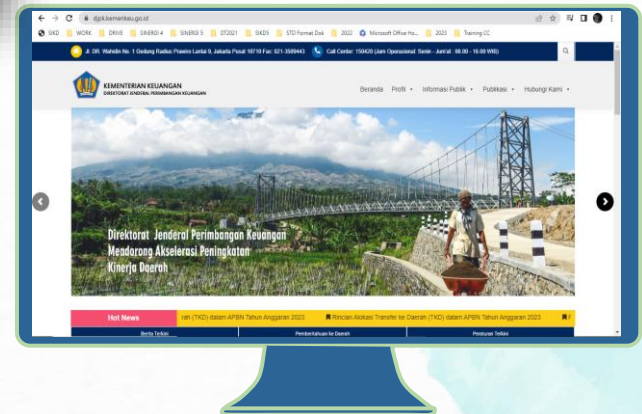 djpk.kemenkeu.go.id
SIKD WORK DRIVE SINERGI 4 SINERGI 5 DT2021 SIKDS STD Format Dok 2022 Microsoft Office Ho... 2023 Training CC
Jl. DR. Wahidin No. 1 Gedung Radius Prawiro Lantai 9, Jakarta Pusat 10710 Fax: 021-3509443 Call Center: 150420 (Jam Operasional: Senin - Jum'at : 08.00 - 16.00 WIB)
KEMENTERIAN KEUANGAN
DIREKTORAT JENDERAL PERIMBANGAN KEUANGAN
Beranda Profil Informasi Publik Publikasi Hubungi Kami
Direktorat Jenderal Perimbangan Keuangan
Mendorong Akselerasi Peningkatan
Kinerja Daerah
Hot News rah (TKD) dalam APBN Tahun Anggaran 2023 Rincian Alokasi Transfer ke Daerah (TKD) dalam APBN Tahun Anggaran 2023
Berita Terkini Pemberitahuan ke Daerah Peraturan Terkini